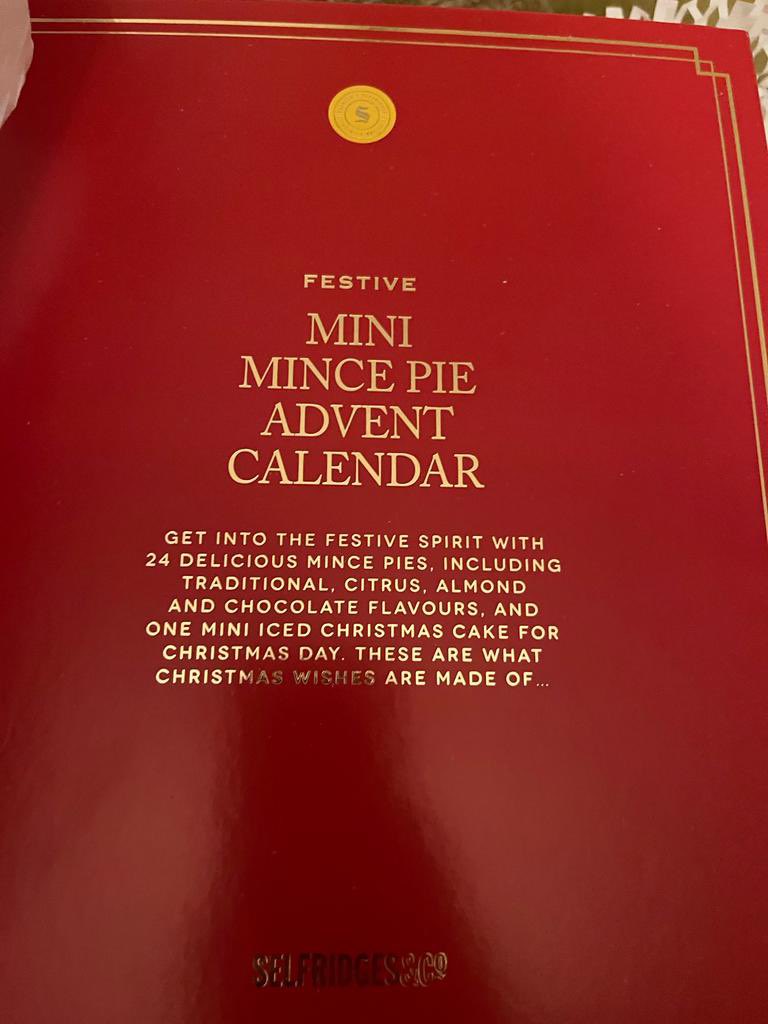 S
FESTIVE
MINI
MINCE PIE
ADVENT
CALENDAR
GET INTO THE FESTIVE SPIRIT WITH
24 DELICIOUS MINCE PIES, INCLUDING
TRADITIONAL, CITRUS, ALMOND
AND CHOCOLATE FLAVOURS, AND
ONE MINI ICED CHRISTMAS CAKE FOR
CHRISTMAS DAY. THESE ARE WHAT
CHRISTMAS WISHES ARE MADE OF...
SELFRIDGES&CO